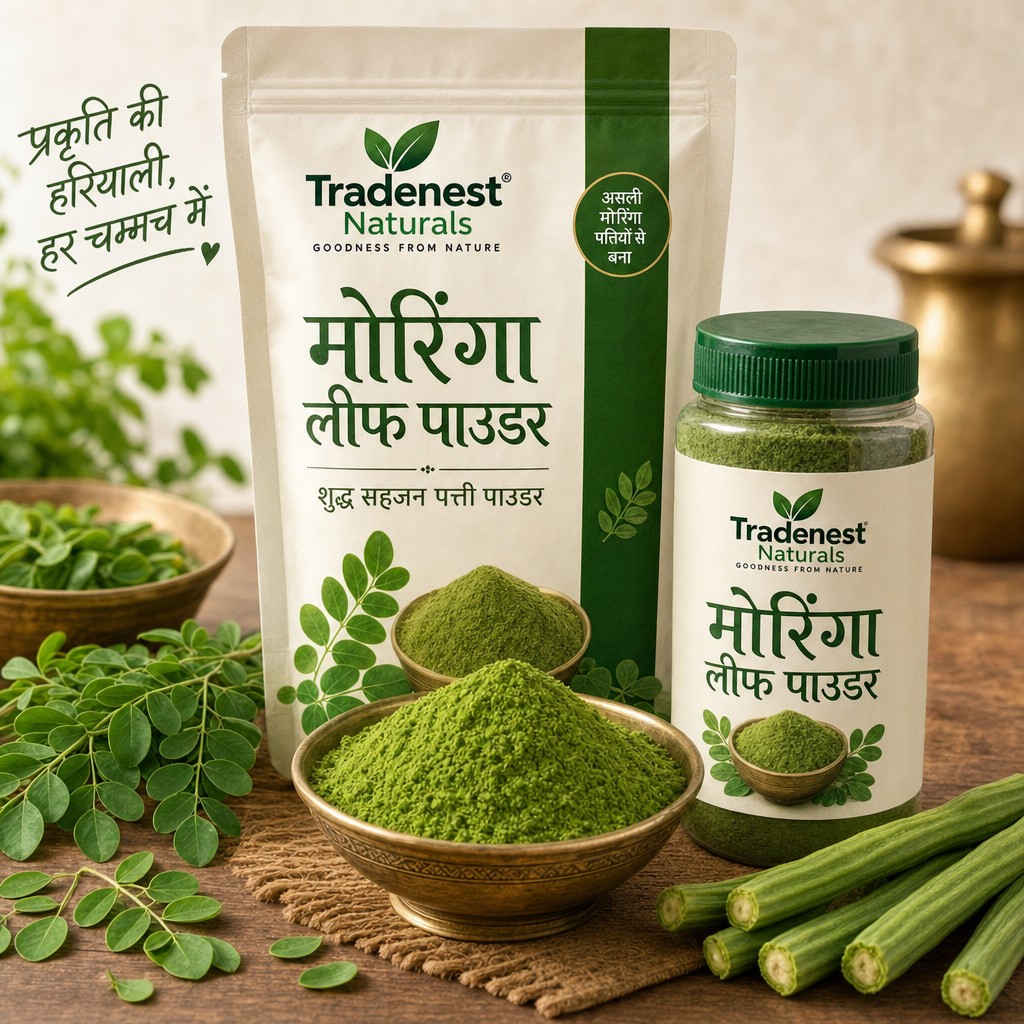 प्रकृति की
हरियाली,
हर चम्मच में
Tradenest®
Naturals
GOODNESS FROM NATURE
असली
मोरिंगा
पत्तियों से
बना
मोरिंगा
लीफ पाउडर
शुद्ध सहजन पत्ती पाउडर
Tradenest®
Naturals
GOODNESS FROM NATURE
मोरिंगा
लीफ पाउडर